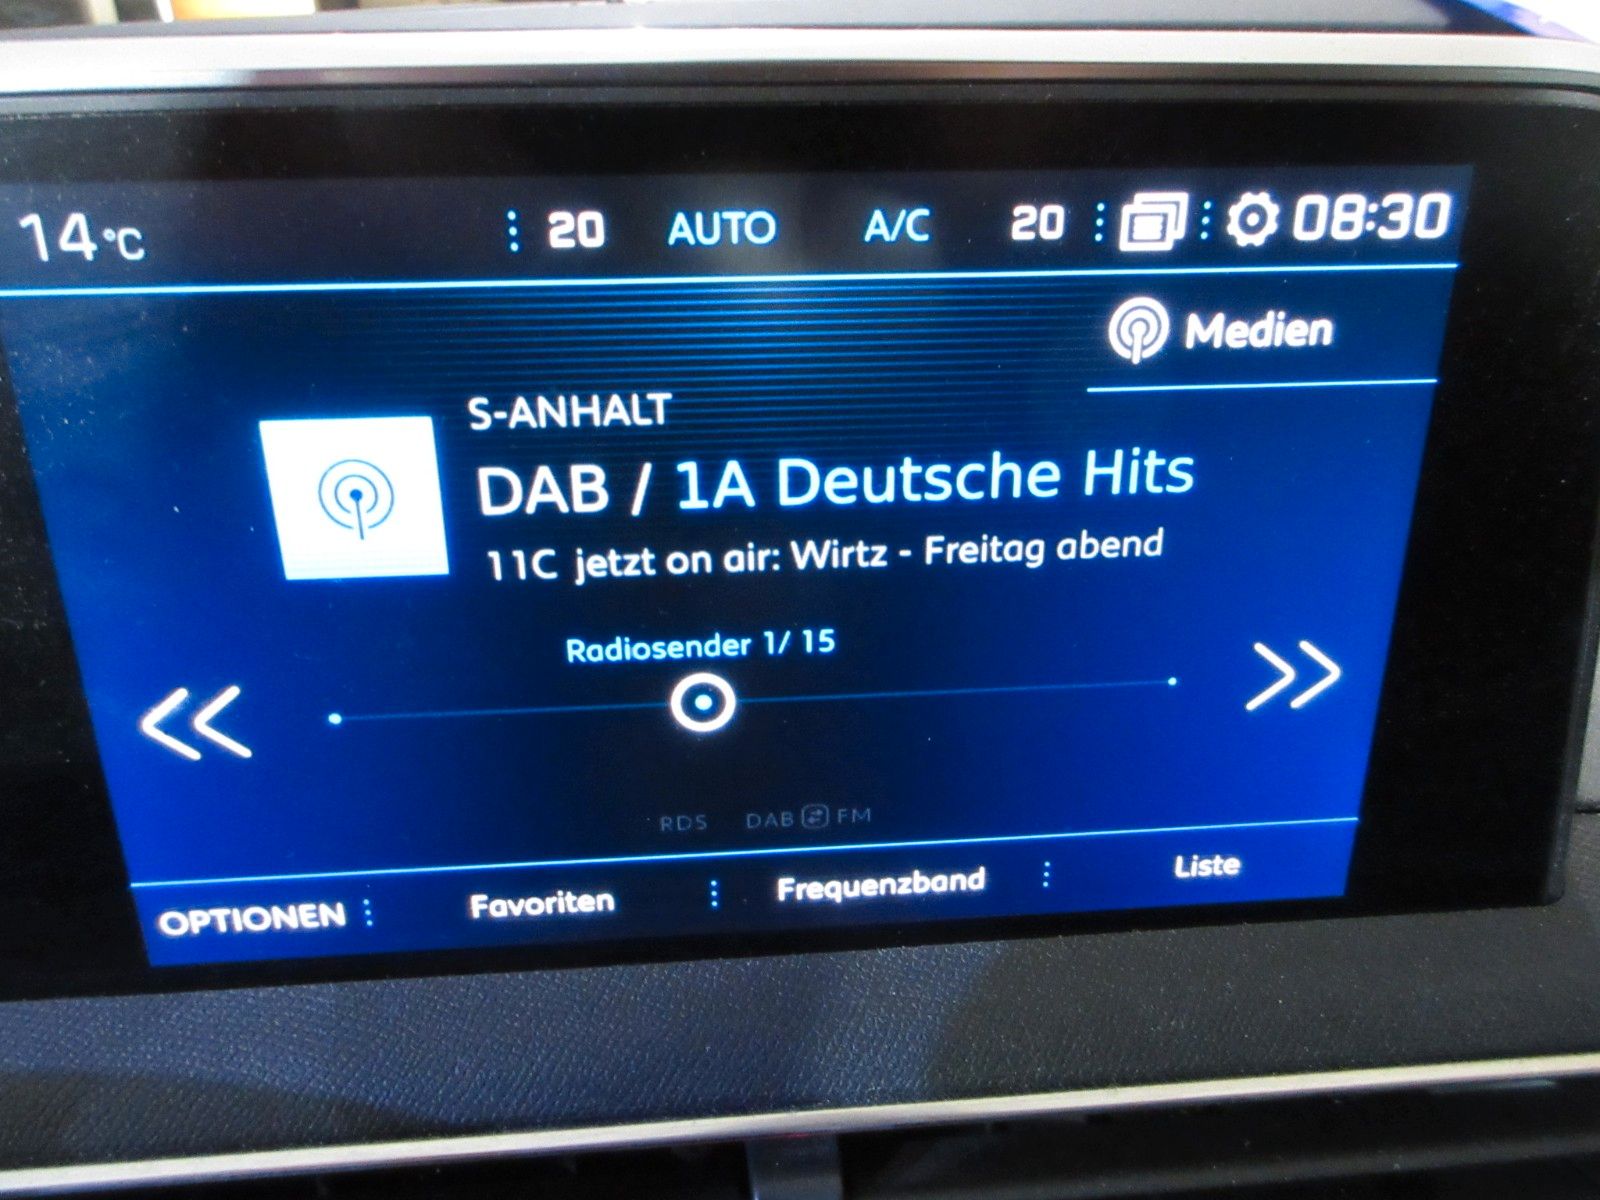 14°C 20 AUTO A/C 20 08:30
Medien
S-ANHALT
DAB / 1A Deutsche Hits
11C jetzt on air: Wirtz - Freitag abend
Radiosender 1/ 15
RDS DAB FM
OPTIONEN Favoriten Frequenzband Liste